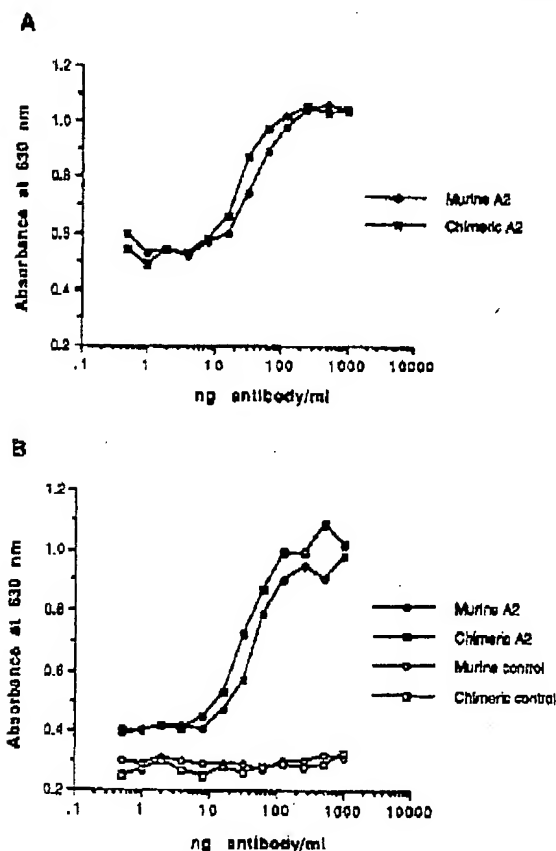 A
Absorbance at 630 nm
1.2
1.0
0.8
0.6
0.4
0.2
.1
1
10
100
1000
10000
ng antibody/ml
Murine A2
Chimeric A2
B
Absorbance at 630 nm
1.2
1.0
0.8
0.6
0.4
0.2
.1
1
10
100
1000
10000
ng antibody/ml
Murine A2
Chimeric A2
Murine control
Chimeric control